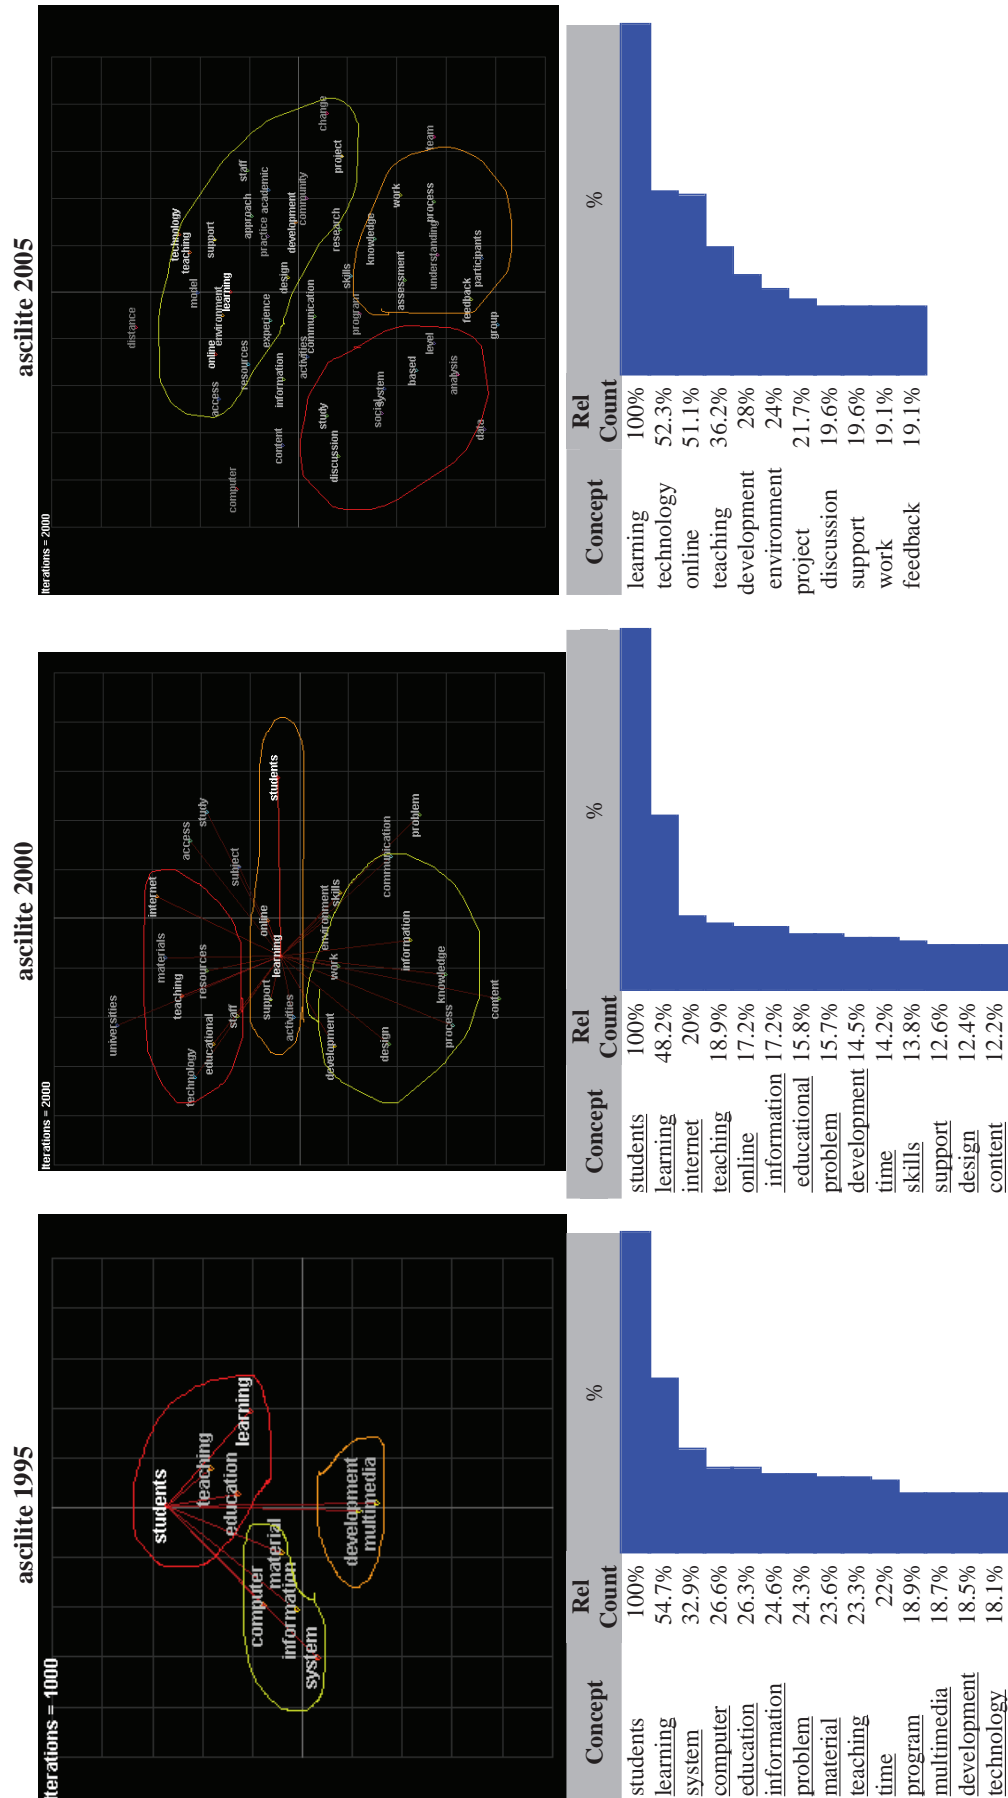 ascilite 1995
Iterations = 1000
students
teaching
education
learning
computer
material
information
system
development
multimedia
Concept Rel Count %
students 100%
learning 54.7%
system 32.9%
computer 26.6%
education 26.3%
information 24.6%
problem 24.3%
material 23.6%
teaching 23.3%
time 22%
program 18.9%
multimedia 18.7%
development 18.5%
technology 18.1%
ascilite 2000
Iterations = 2000
universities
internet
materials
access
study
teaching
resources
technology
educational
staff
subject
online
students
support
learning
activities
environment
skills
work
development
communication
problem
design
information
knowledge
process
content
Concept Rel Count %
students 100%
learning 48.2%
internet 20%
teaching 18.9%
online 17.2%
information 17.2%
educational 15.8%
problem 15.7%
development 14.5%
time 14.2%
skills 13.8%
support 12.6%
design 12.4%
content 12.2%
ascilite 2005
Iterations = 2000
distance
technology
teaching
model
support
online
environment
learning
access
resources
staff
approach
practice academic
experience
design
development
community
change
project
research
computer
content
information
activities
communication
skills
program
study
discussion
social
system
based
level
analysis
data
knowledge
work
team
assessment
understanding
process
feedback
participants
group
Concept Rel Count %
learning 100%
technology 52.3%
online 51.1%
teaching 36.2%
development 28%
environment 24%
project 21.7%
discussion 19.6%
support 19.6%
work 19.1%
feedback 19.1%